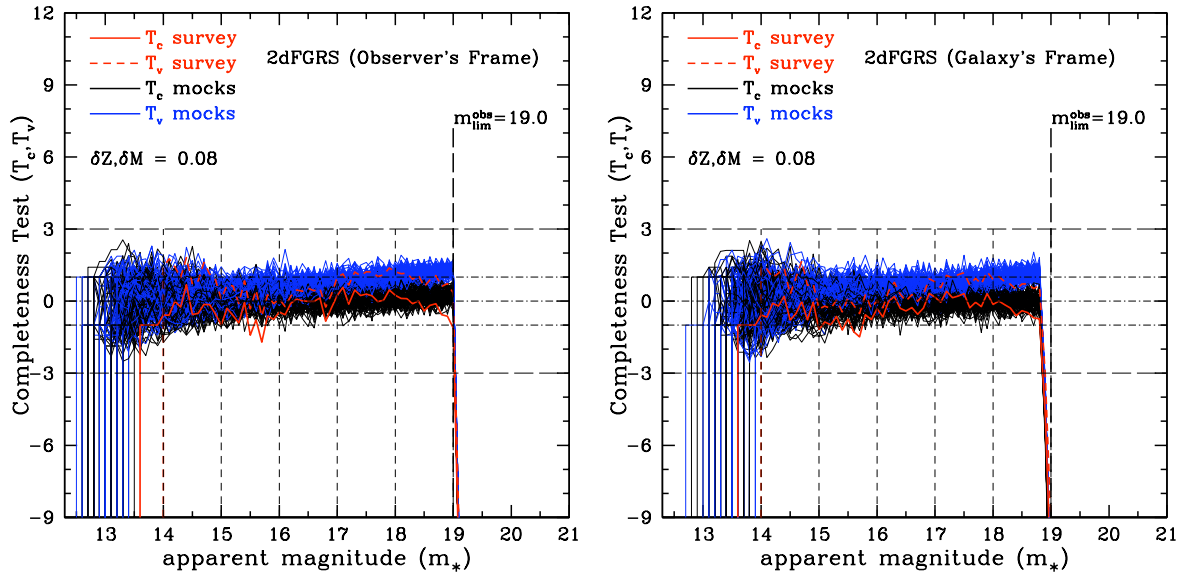 12
9
6
3
0
-3
-6
-9
Completeness Test (T_c,T_v)
T_c survey
T_v survey
T_c mocks
T_v mocks
2dFGRS (Observer's Frame)
m_lim^obs=19.0
δZ,δM = 0.08
13 14 15 16 17 18 19 20 21
apparent magnitude (m_*)
12
9
6
3
0
-3
-6
-9
Completeness Test (T_c,T_v)
T_c survey
T_v survey
T_c mocks
T_v mocks
2dFGRS (Galaxy's Frame)
m_lim^obs=19.0
δZ,δM = 0.08
13 14 15 16 17 18 19 20 21
apparent magnitude (m_*)